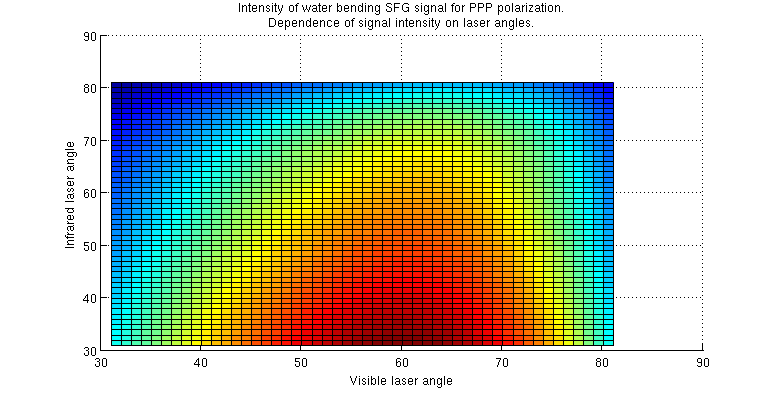 Intensity of water bending SFG signal for PPP polarization.
Dependence of signal intensity on laser angles.
90
80
70
60
50
40
30
Infrared laser angle
30 40 50 60 70 80 90
Visible laser angle